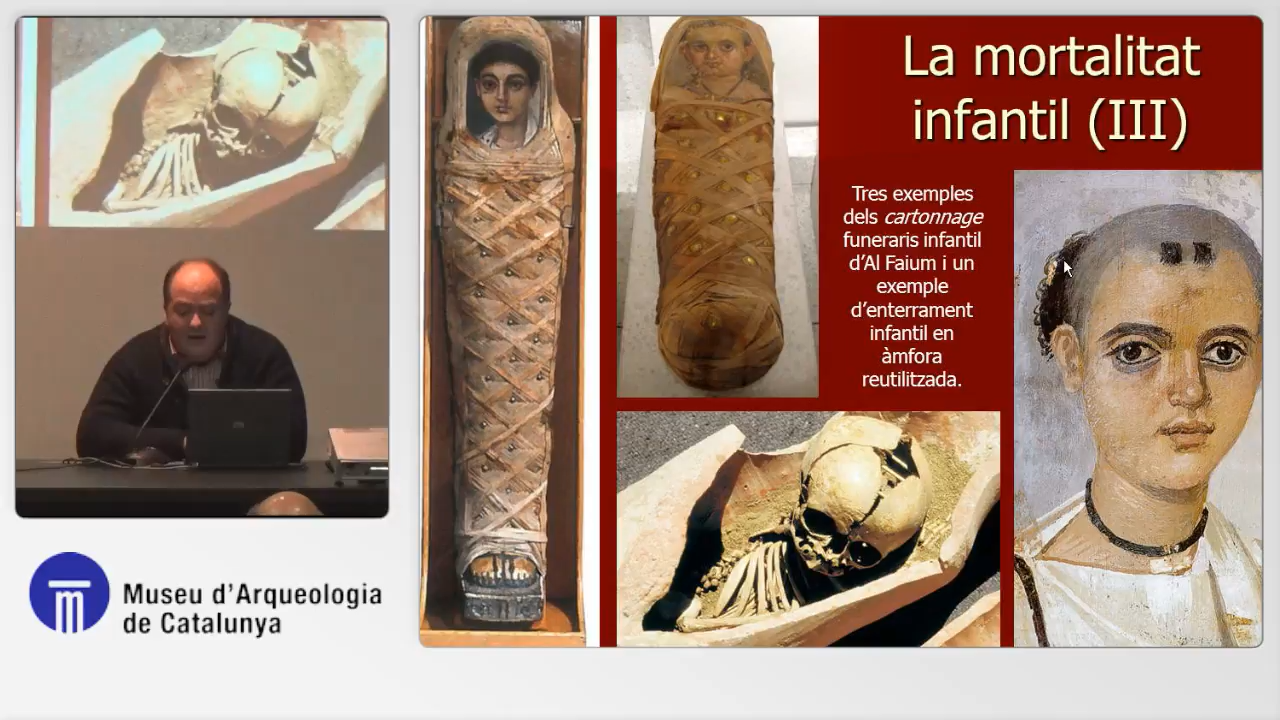 La mortalitat
infantil (III)
Tres exemples
dels cartonnage
funeraris infantil
d'Al Faium i un
exemple
d'enterrament
infantil en
àmfora
reutilitzada.
Museu d'Arqueologia
de Catalunya